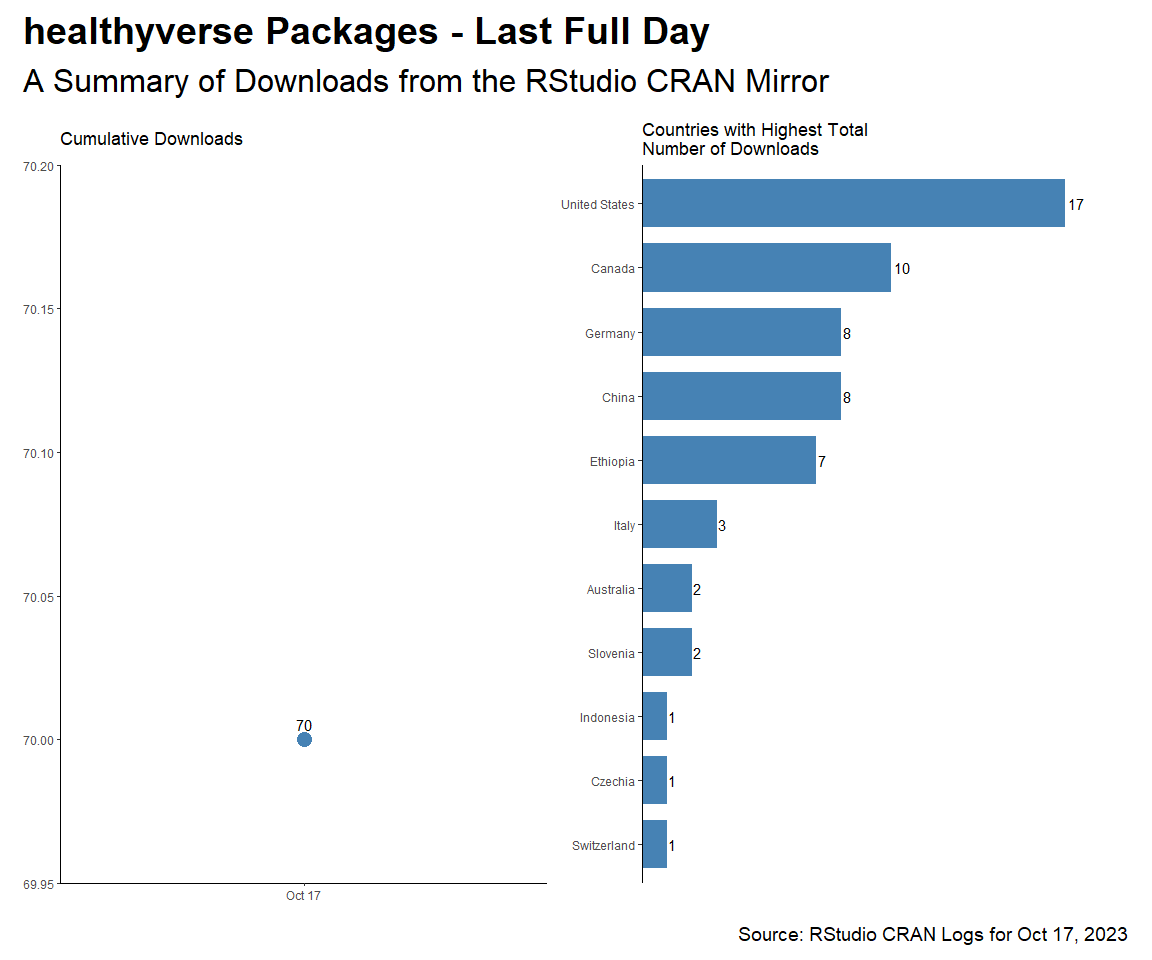 healthyverse Packages - Last Full Day
A Summary of Downloads from the RStudio CRAN Mirror
Cumulative Downloads
70.20
70.15
70.10
70.05
70.00
69.95
70
Oct 17
Countries with Highest Total
Number of Downloads
United States 17
Canada 10
Germany 8
China 8
Ethiopia 7
Italy 3
Australia 2
Slovenia 2
Indonesia 1
Czechia 1
Switzerland 1
Source: RStudio CRAN Logs for Oct 17, 2023